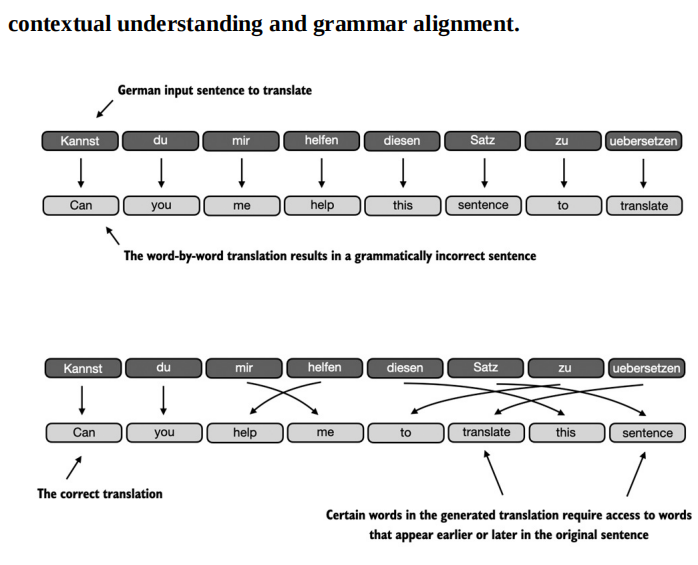 contextual understanding and grammar alignment.
German input sentence to translate
Kannst du mir helfen diesen Satz zu uebersetzen
Can you me help this sentence to translate
The word-by-word translation results in a grammatically incorrect sentence
Kannst du mir helfen diesen Satz zu uebersetzen
Can you help me to translate this sentence
The correct translation
Certain words in the generated translation require access to words
that appear earlier or later in the original sentence